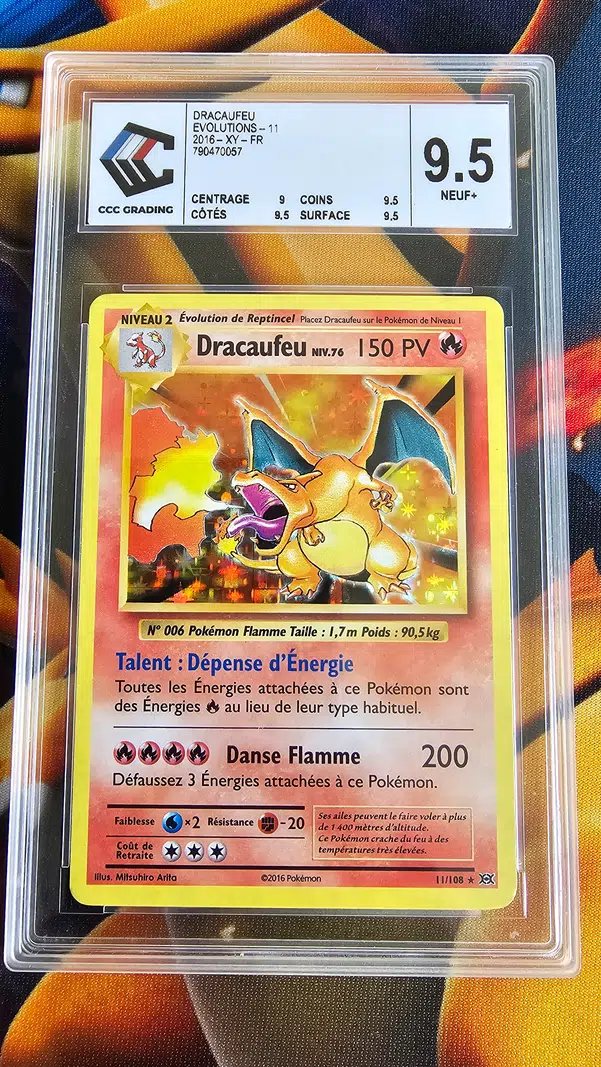 DRACAUFEU
EVOLUTIONS - 11
2016 - XY - FR
790470057
CENTRAGE 9 COINS 9.5
CÔTÉS 9.5 SURFACE 9.5
CCC GRADING
9.5
NEUF+
NIVEAU 2 Évolution de Reptincel Placez Dracaufeu sur le Pokémon de Niveau 1
Dracaufeu NIV.76 150 PV
N° 006 Pokémon Flamme Taille : 1,7 m Poids : 90,5 kg
Talent : Dépense d'Énergie
Toutes les Énergies attachées à ce Pokémon sont
des Énergies au lieu de leur type habituel.
Danse Flamme 200
Défaussez 3 Énergies attachées à ce Pokémon.
Faiblesse ×2 Résistance -20
Coût de
Retraite
Ses ailes peuvent le faire voler à plus
de 1 400 mètres d'altitude.
Ce Pokémon crache du feu à des
températures très élevées.
Illus. Mitsuhiro Arita ©2016 Pokémon 11/108 ★